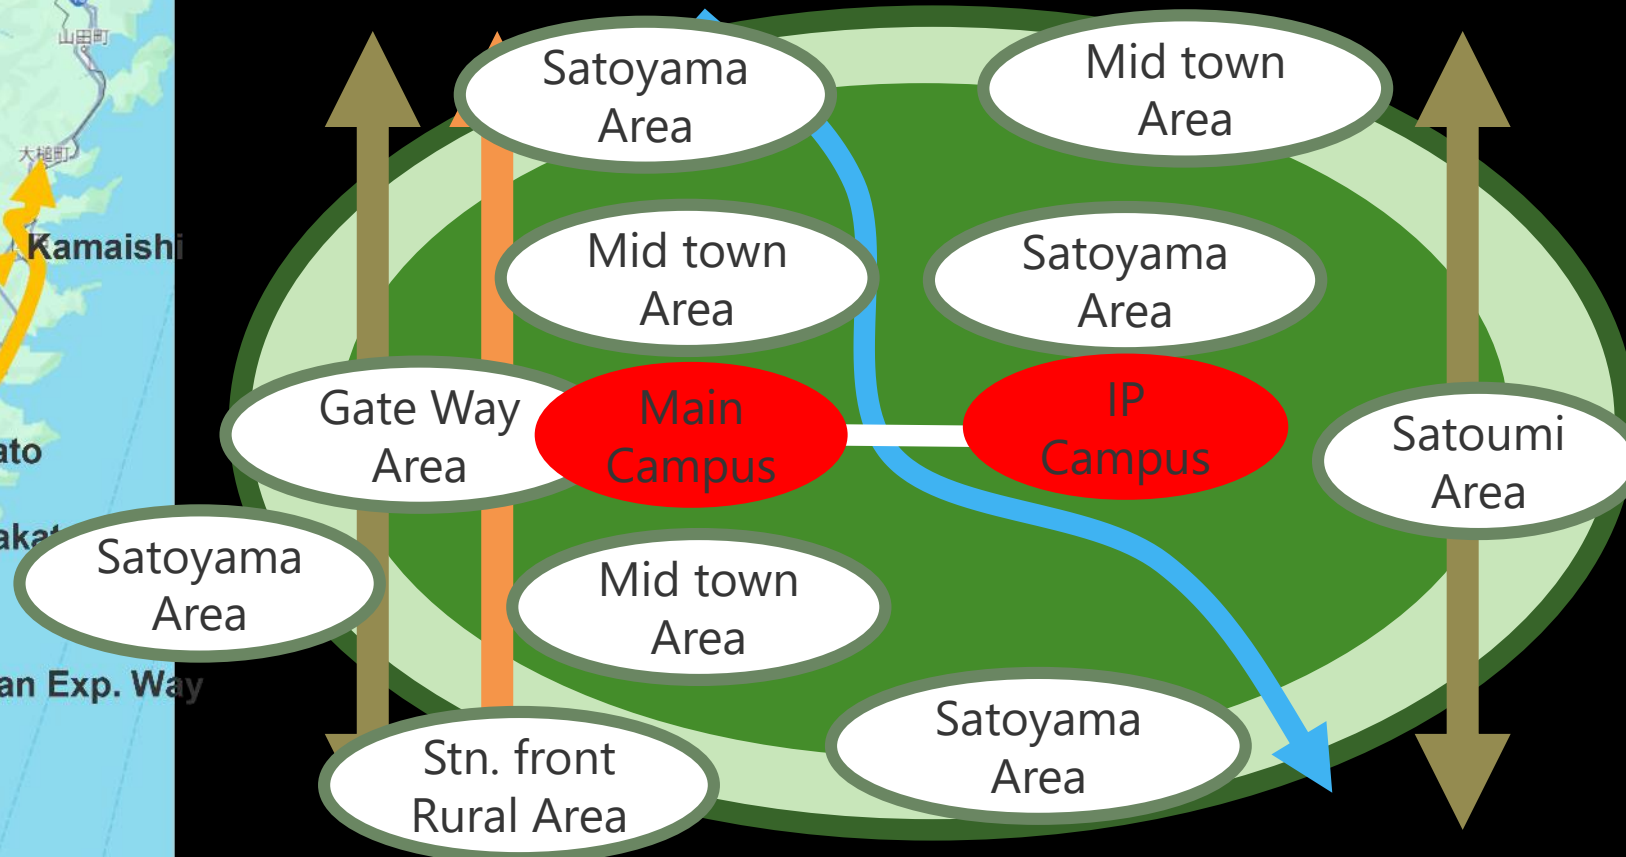 山田町
大槌町
Kamaishi
an Exp. Way
Satoyama
Area
Mid town
Area
Mid town
Area
Satoyama
Area
Gate Way
Area
Main
Campus
IP
Campus
Satoumi
Area
Satoyama
Area
Mid town
Area
Satoyama
Area
Stn. front
Rural Area